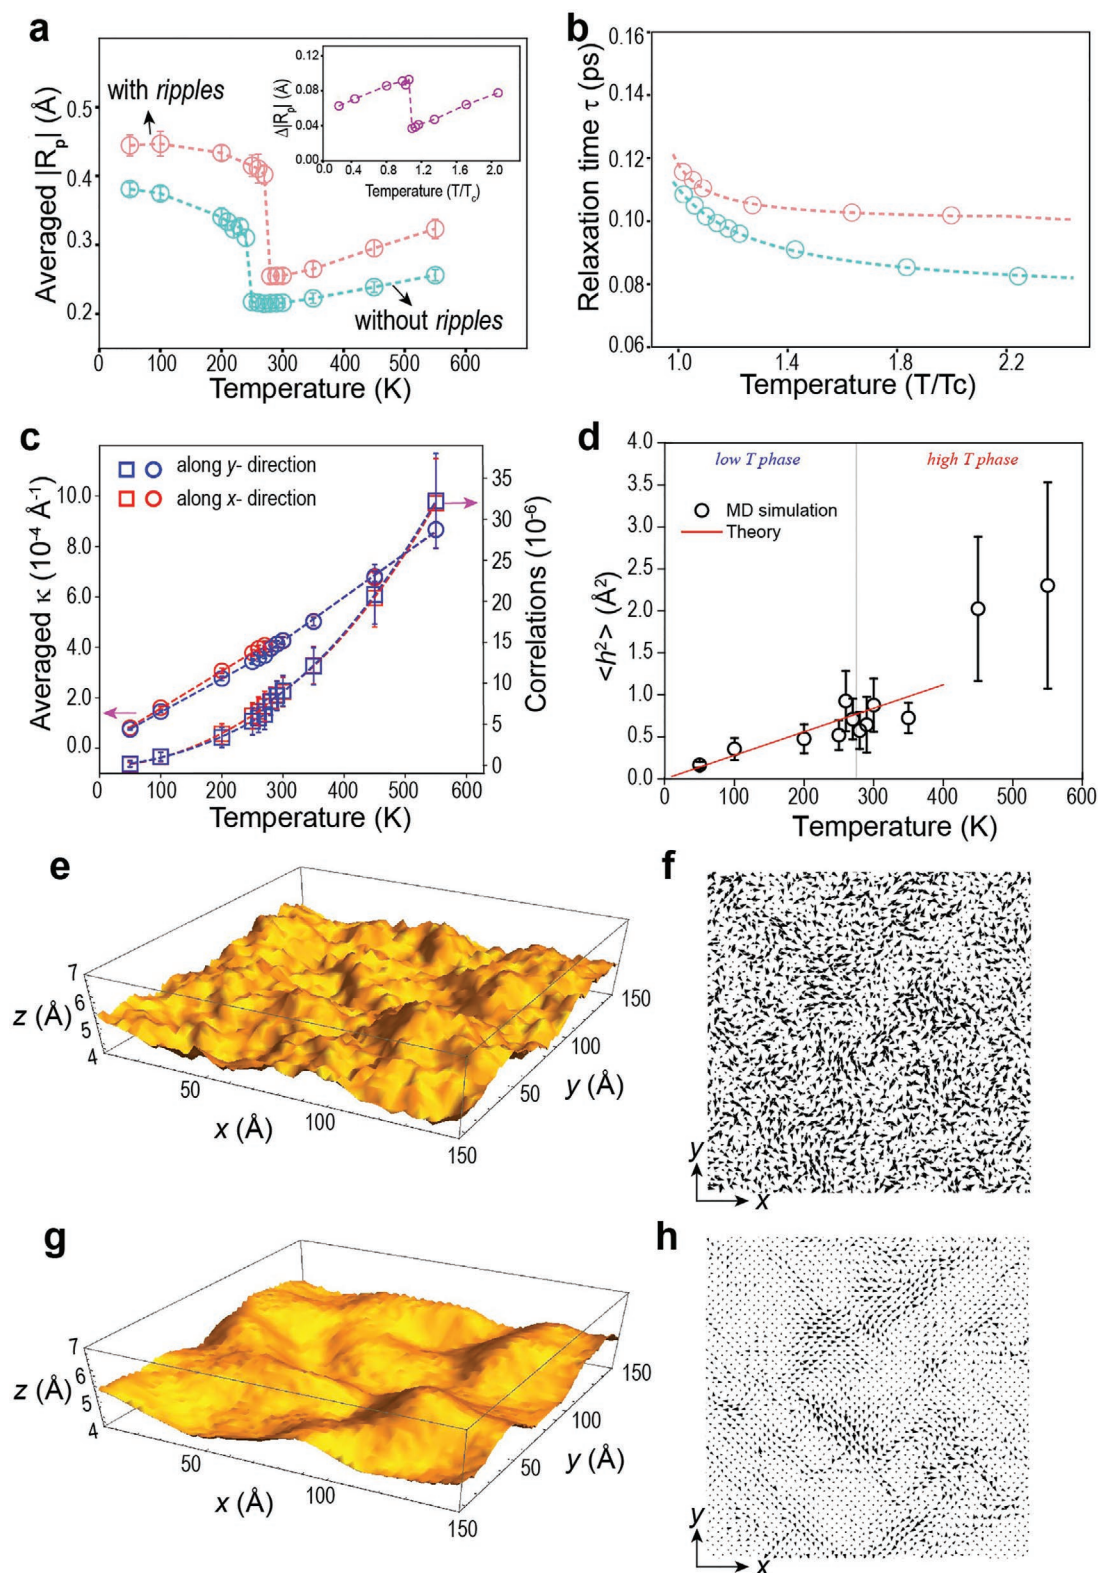 a
Averaged |Rₚ| (Å)
0.5
0.4
0.3
0.2
with ripples
without ripples
0 100 200 300 400 500 600
Temperature (K)
Δ|Rₚ| (Å)
0.12
0.08
0.04
0.00
0.4 0.8 1.2 1.6 2.0
Temperature (T/T꜀)
b
Relaxation time τ (ps)
0.16
0.14
0.12
0.10
0.08
0.06
1.0 1.4 1.8 2.2
Temperature (T/Tc)
c
Averaged κ (10⁻⁴ Å⁻¹)
10.0
8.0
6.0
4.0
2.0
0.0
along y- direction
along x- direction
35
30
25
20
15
10
5
0
Correlations (10⁻⁶)
0 100 200 300 400 500 600
Temperature (K)
d
<h²> (Å²)
4.0
3.5
3.0
2.5
2.0
1.5
1.0
0.5
0.0
low T phase
high T phase
MD simulation
Theory
100 200 300 400 500 600
Temperature (K)
e
z (Å)
7
6
5
4
50
100
150
x (Å)
50
100
150
y (Å)
f
y
x
g
z (Å)
7
6
5
4
50
100
150
x (Å)
50
100
150
y (Å)
h
y
x